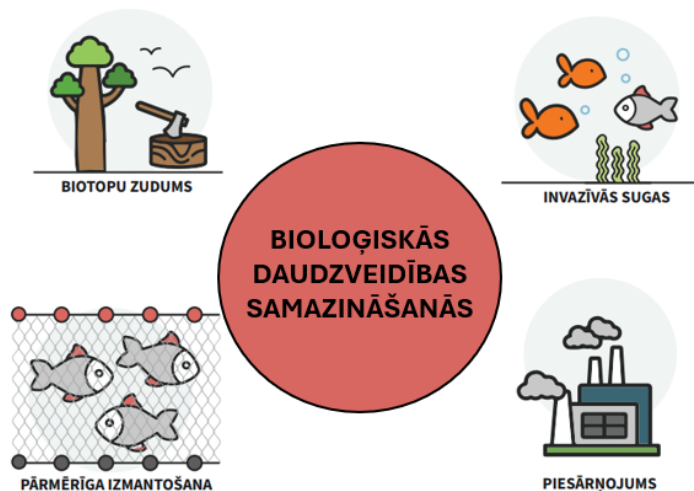 BIOTOPU ZUDUMS
INVAZĪVĀS SUGAS
BIOLOĢISKĀS
DAUDZVEIDĪBAS
SAMAZINĀŠANĀS
PĀRMĒRĪGA IZMANTOŠANA
PIESĀRŅOJUMS